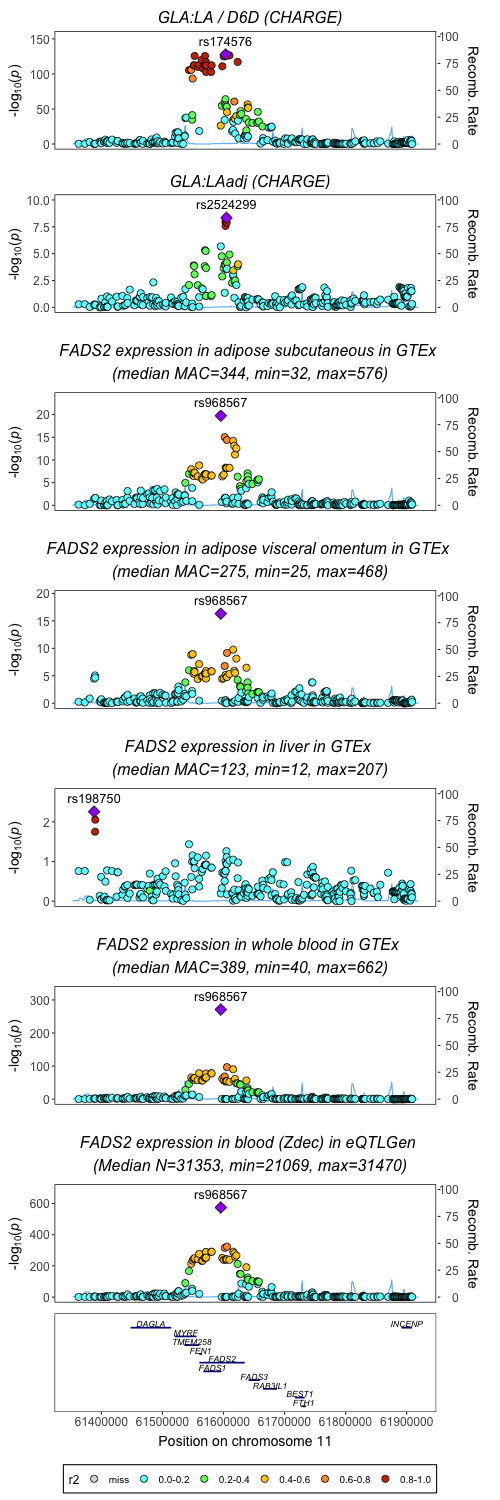 GLA:LA / D6D (CHARGE)
rs174576
150
100
50
0
100
75
50
25
0
-log10(p)
Recomb. Rate
GLA:LAadj (CHARGE)
rs2524299
10.0
7.5
5.0
2.5
0.0
100
75
50
25
0
-log10(p)
Recomb. Rate
FADS2 expression in adipose subcutaneous in GTEx
(median MAC=344, min=32, max=576)
rs968567
20
15
10
5
0
100
75
50
25
0
-log10(p)
Recomb. Rate
FADS2 expression in adipose visceral omentum in GTEx
(median MAC=275, min=25, max=468)
rs968567
20
15
10
5
0
100
75
50
25
0
-log10(p)
Recomb. Rate
FADS2 expression in liver in GTEx
(median MAC=123, min=12, max=207)
rs198750
2
1
0
100
75
50
25
0
-log10(p)
Recomb. Rate
FADS2 expression in whole blood in GTEx
(median MAC=389, min=40, max=662)
rs968567
300
200
100
0
100
75
50
25
0
-log10(p)
Recomb. Rate
FADS2 expression in blood (Zdec) in eQTLGen
(Median N=31353, min=21069, max=31470)
rs968567
600
400
200
0
100
75
50
25
0
-log10(p)
Recomb. Rate
DAGLA
INCENP
MYRF
TMEM258
FEN1
FADS2
FADS1
FADS3
RAB3IL1
BEST1
FTH1
61400000 61500000 61600000 61700000 61800000 61900000
Position on chromosome 11
r2 miss 0.0-0.2 0.2-0.4 0.4-0.6 0.6-0.8 0.8-1.0